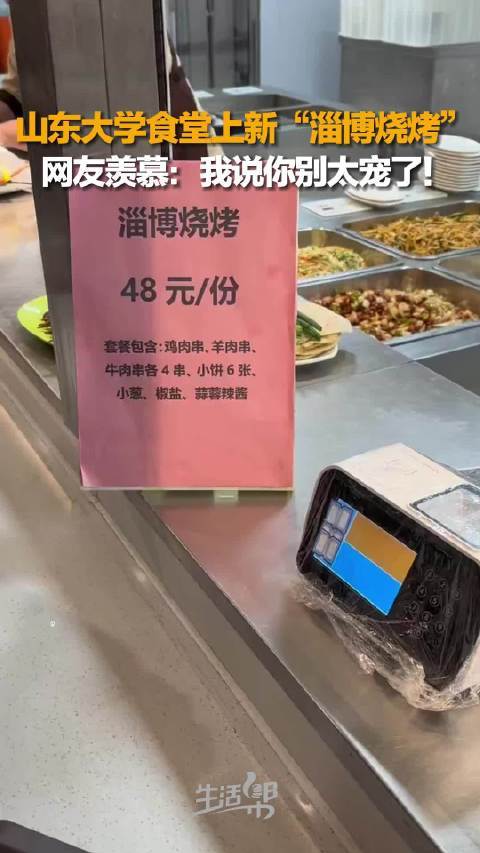 山东大学食堂上新“淄博烧烤”
网友羡慕：我说你别太宠了!
淄博烧烤
48 元/份
套餐包含:鸡肉串、羊肉串、
牛肉串各 4 串、小饼 6 张、
小葱、椒盐、蒜蓉辣酱
生活帮